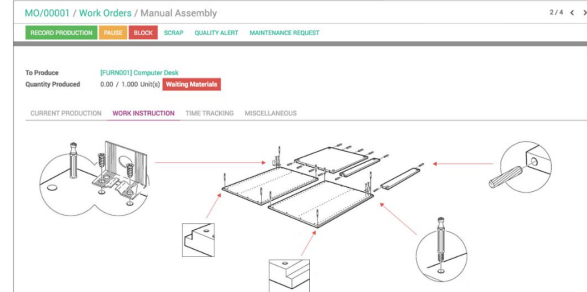 MO/00001 / Work Orders / Manual Assembly
2 / 4 < >
RECORD PRODUCTION PAUSE BLOCK SCRAP QUALITY ALERT MAINTENANCE REQUEST
To Produce [FURN001] Computer Desk
Quantity Produced 0.00 / 1.000 Unit(s) Waiting Materials
CURRENT PRODUCTION WORK INSTRUCTION TIME TRACKING MISCELLANEOUS